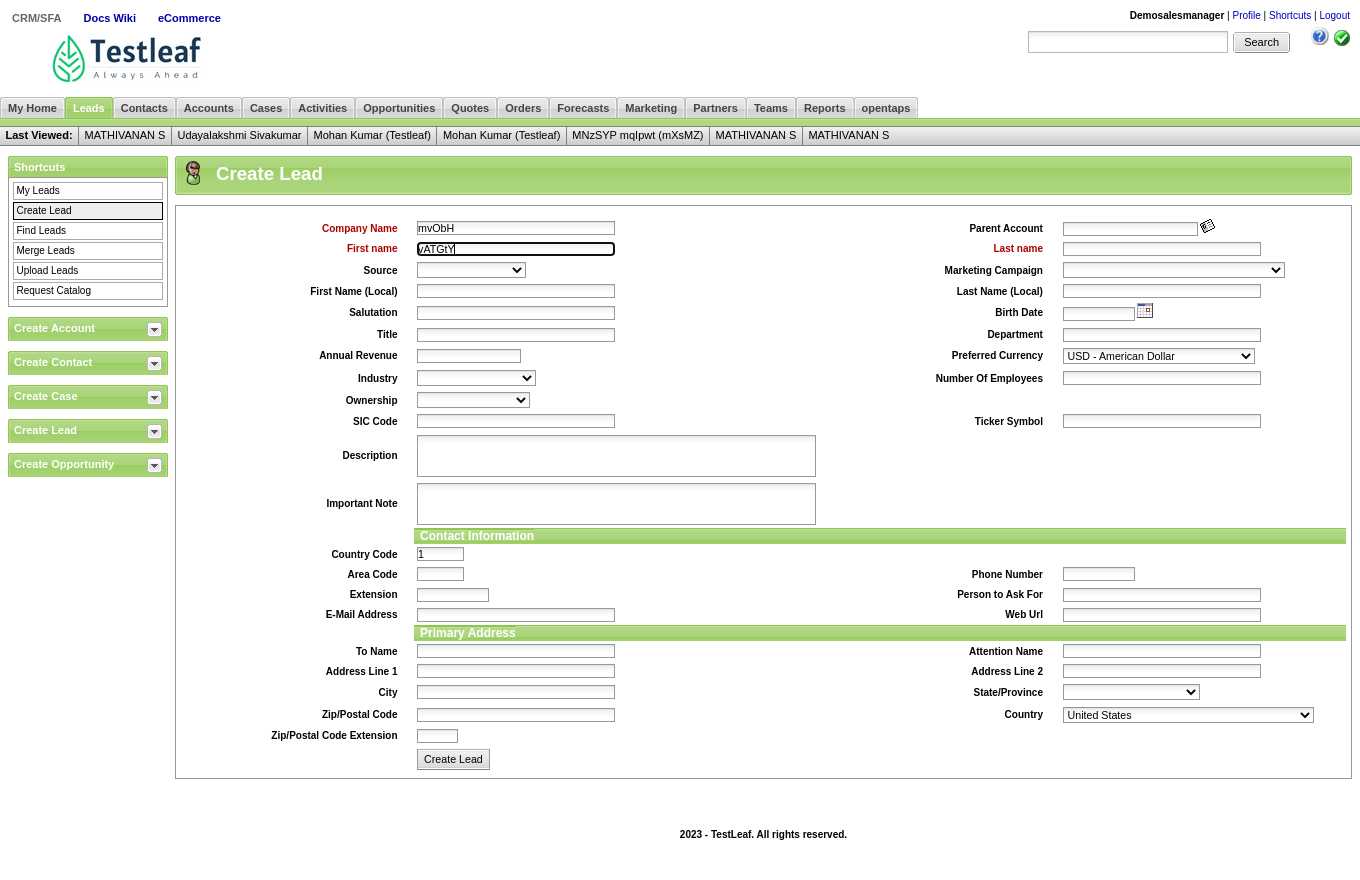 CRM/SFA Docs Wiki eCommerce
Demosalesmanager | Profile | Shortcuts | Logout
Testleaf
Always Ahead
Search
My Home Leads Contacts Accounts Cases Activities Opportunities Quotes Orders Forecasts Marketing Partners Teams Reports opentaps
Last Viewed: MATHIVANAN S Udayalakshmi Sivakumar Mohan Kumar (Testleaf) Mohan Kumar (Testleaf) MNzSYP mqIpwt (mXsMZ) MATHIVANAN S MATHIVANAN S
Shortcuts
My Leads
Create Lead
Find Leads
Merge Leads
Upload Leads
Request Catalog
Create Account
Create Contact
Create Case
Create Lead
Create Opportunity
Create Lead
Company Name mvObH Parent Account
First name vATGtY Last name
Source Marketing Campaign
First Name (Local) Last Name (Local)
Salutation Birth Date
Title Department
Annual Revenue Preferred Currency USD - American Dollar
Industry Number Of Employees
Ownership
SIC Code Ticker Symbol
Description
Important Note
Contact Information
Country Code 1
Area Code Phone Number
Extension Person to Ask For
E-Mail Address Web Url
Primary Address
To Name Attention Name
Address Line 1 Address Line 2
City State/Province
Zip/Postal Code Country United States
Zip/Postal Code Extension
Create Lead
2023 - TestLeaf. All rights reserved.